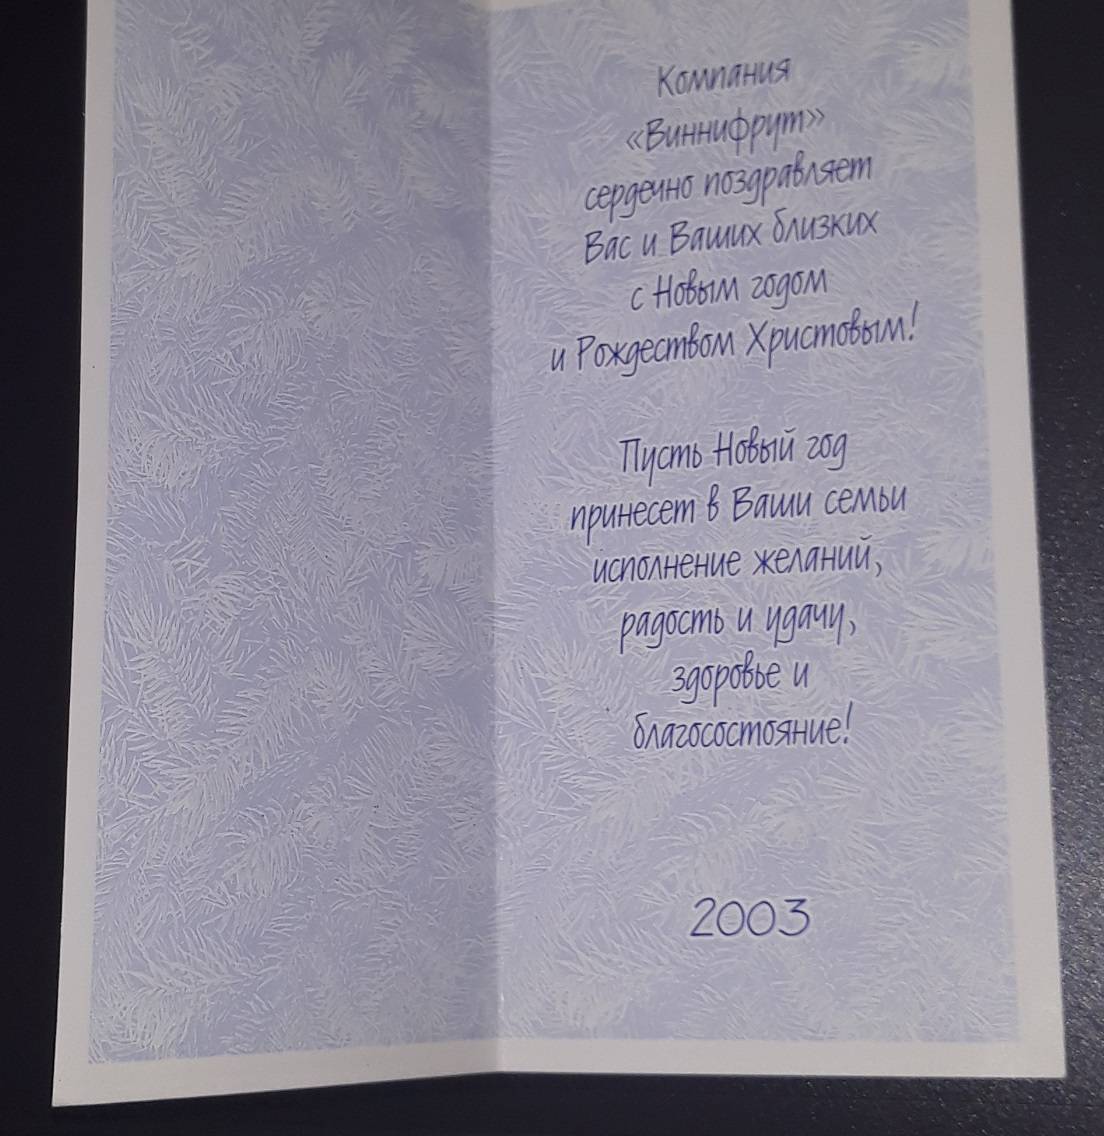 Компания
«Виннифрут»
сердечно поздравляет
Вас и Ваших близких
с Новым годом
и Рождеством Христовым!
Пусть Новый год
принесет в Ваши семьи
исполнение желаний,
радость и удачу,
здоровье и
благосостояние!
2003